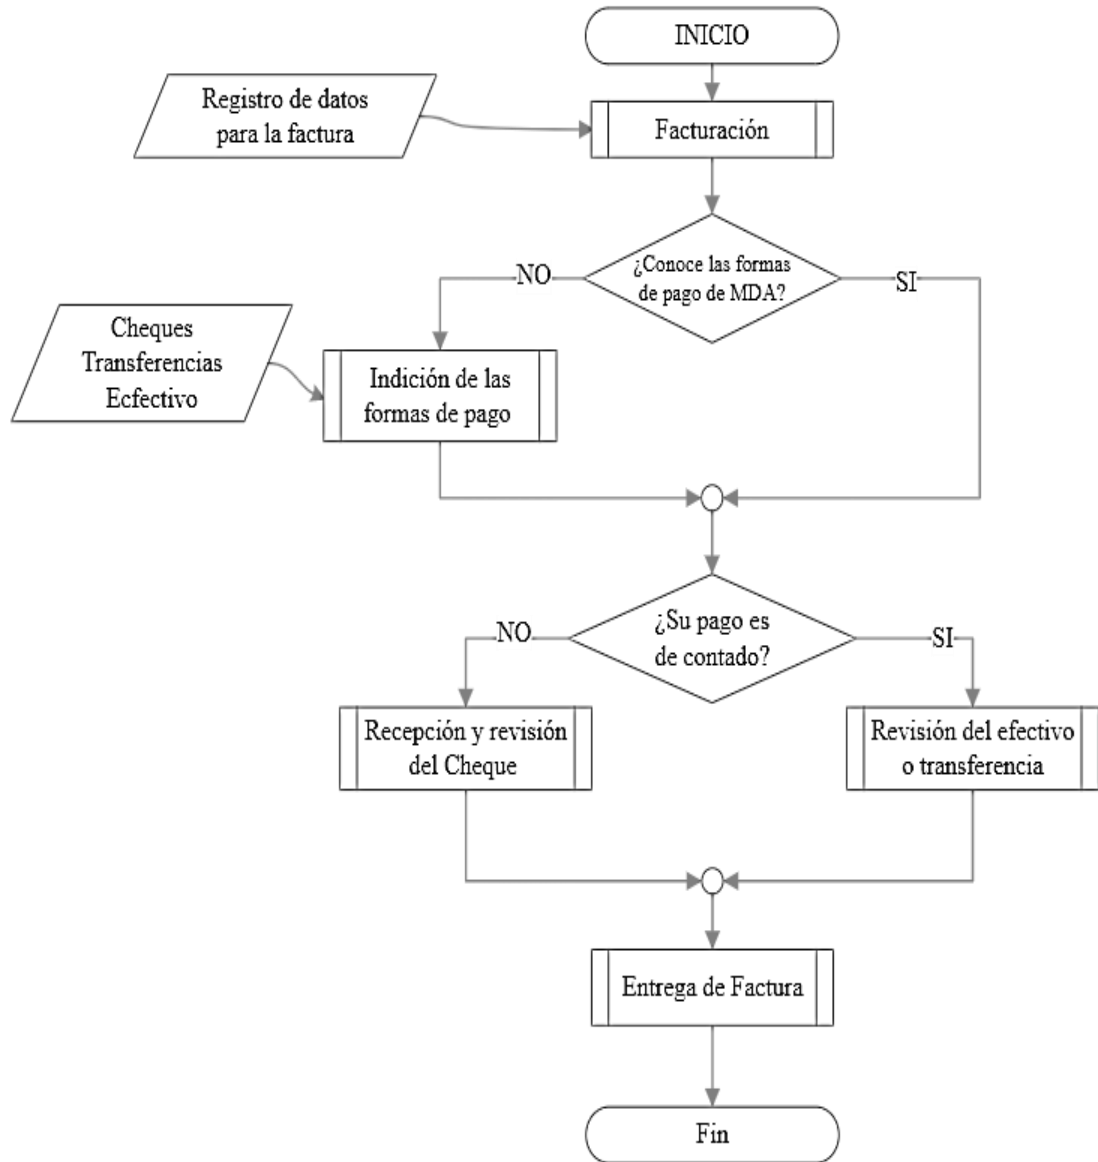 INICIO
Registro de datos
para la factura
Facturación
¿Conoce las formas
de pago de MDA?
NO
SI
Cheques
Transferencias
Ecfectivo
Indición de las
formas de pago
¿Su pago es
de contado?
NO
SI
Recepción y revisión
del Cheque
Revisión del efectivo
o transferencia
Entrega de Factura
Fin